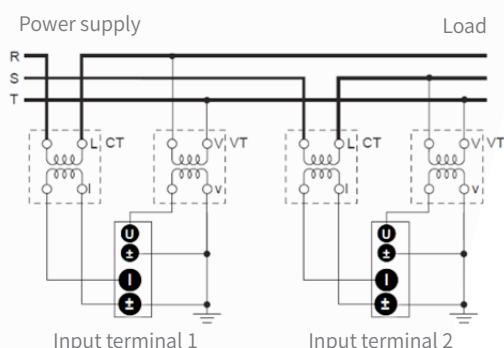 Power supply Load
R
S
T
L CT V VT L CT V VT
l v l v
U U
± ±
I I
± ±
Input terminal 1 Input terminal 2